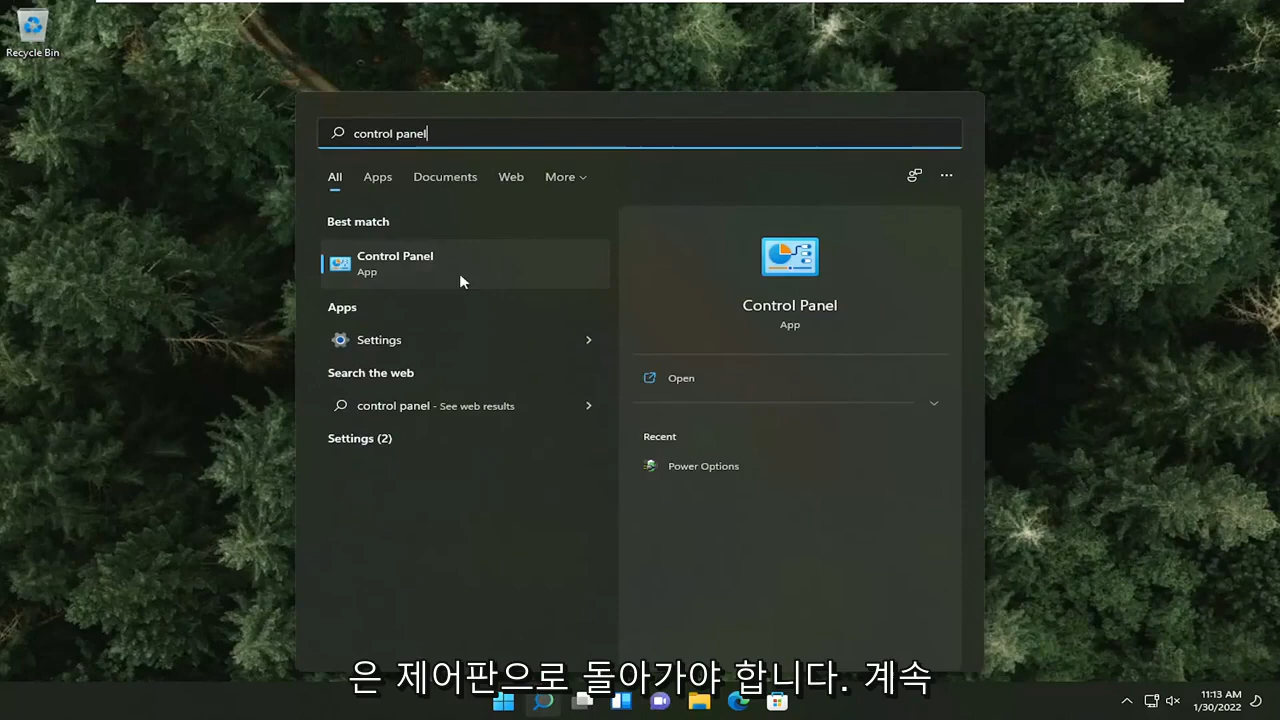 Recycle Bin
control panel
All Apps Documents Web More
Best match
Control Panel
App
Apps
Settings
Search the web
control panel - See web results
Settings (2)
Control Panel
App
Open
Recent
Power Options
은 제어판으로 돌아가야 합니다. 계속
11:13 AM
1/30/2022